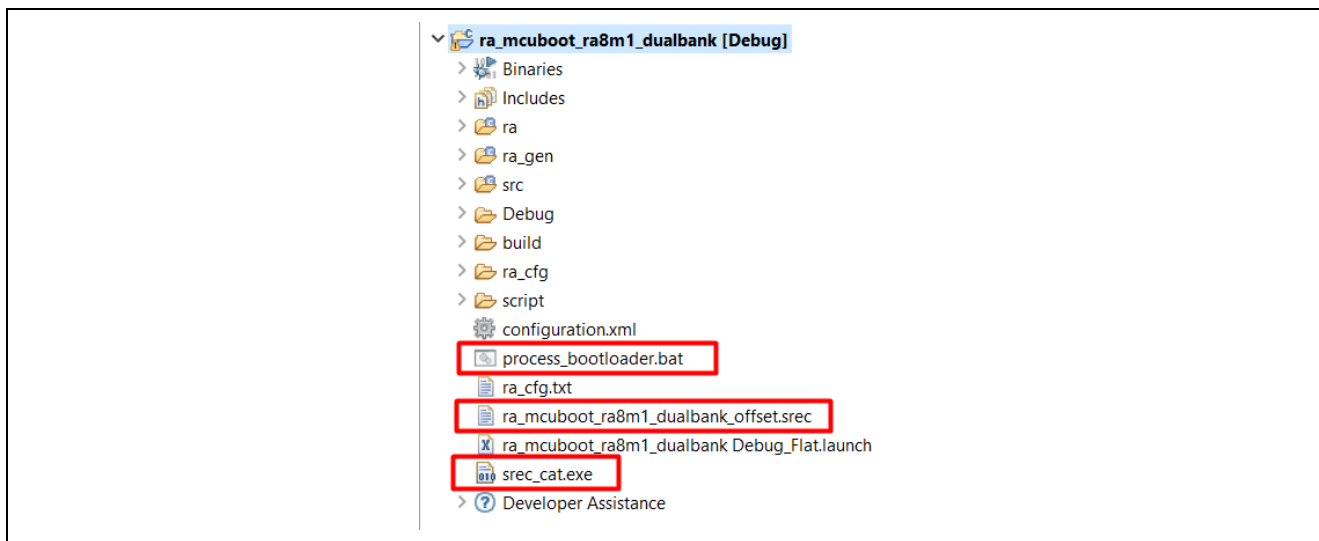 ra_mcuboot_ra8m1_dualbank [Debug]
Binaries
Includes
ra
ra_gen
src
Debug
build
ra_cfg
script
configuration.xml
process_bootloader.bat
ra_cfg.txt
ra_mcuboot_ra8m1_dualbank_offset.srec
ra_mcuboot_ra8m1_dualbank Debug_Flat.launch
srec_cat.exe
Developer Assistance